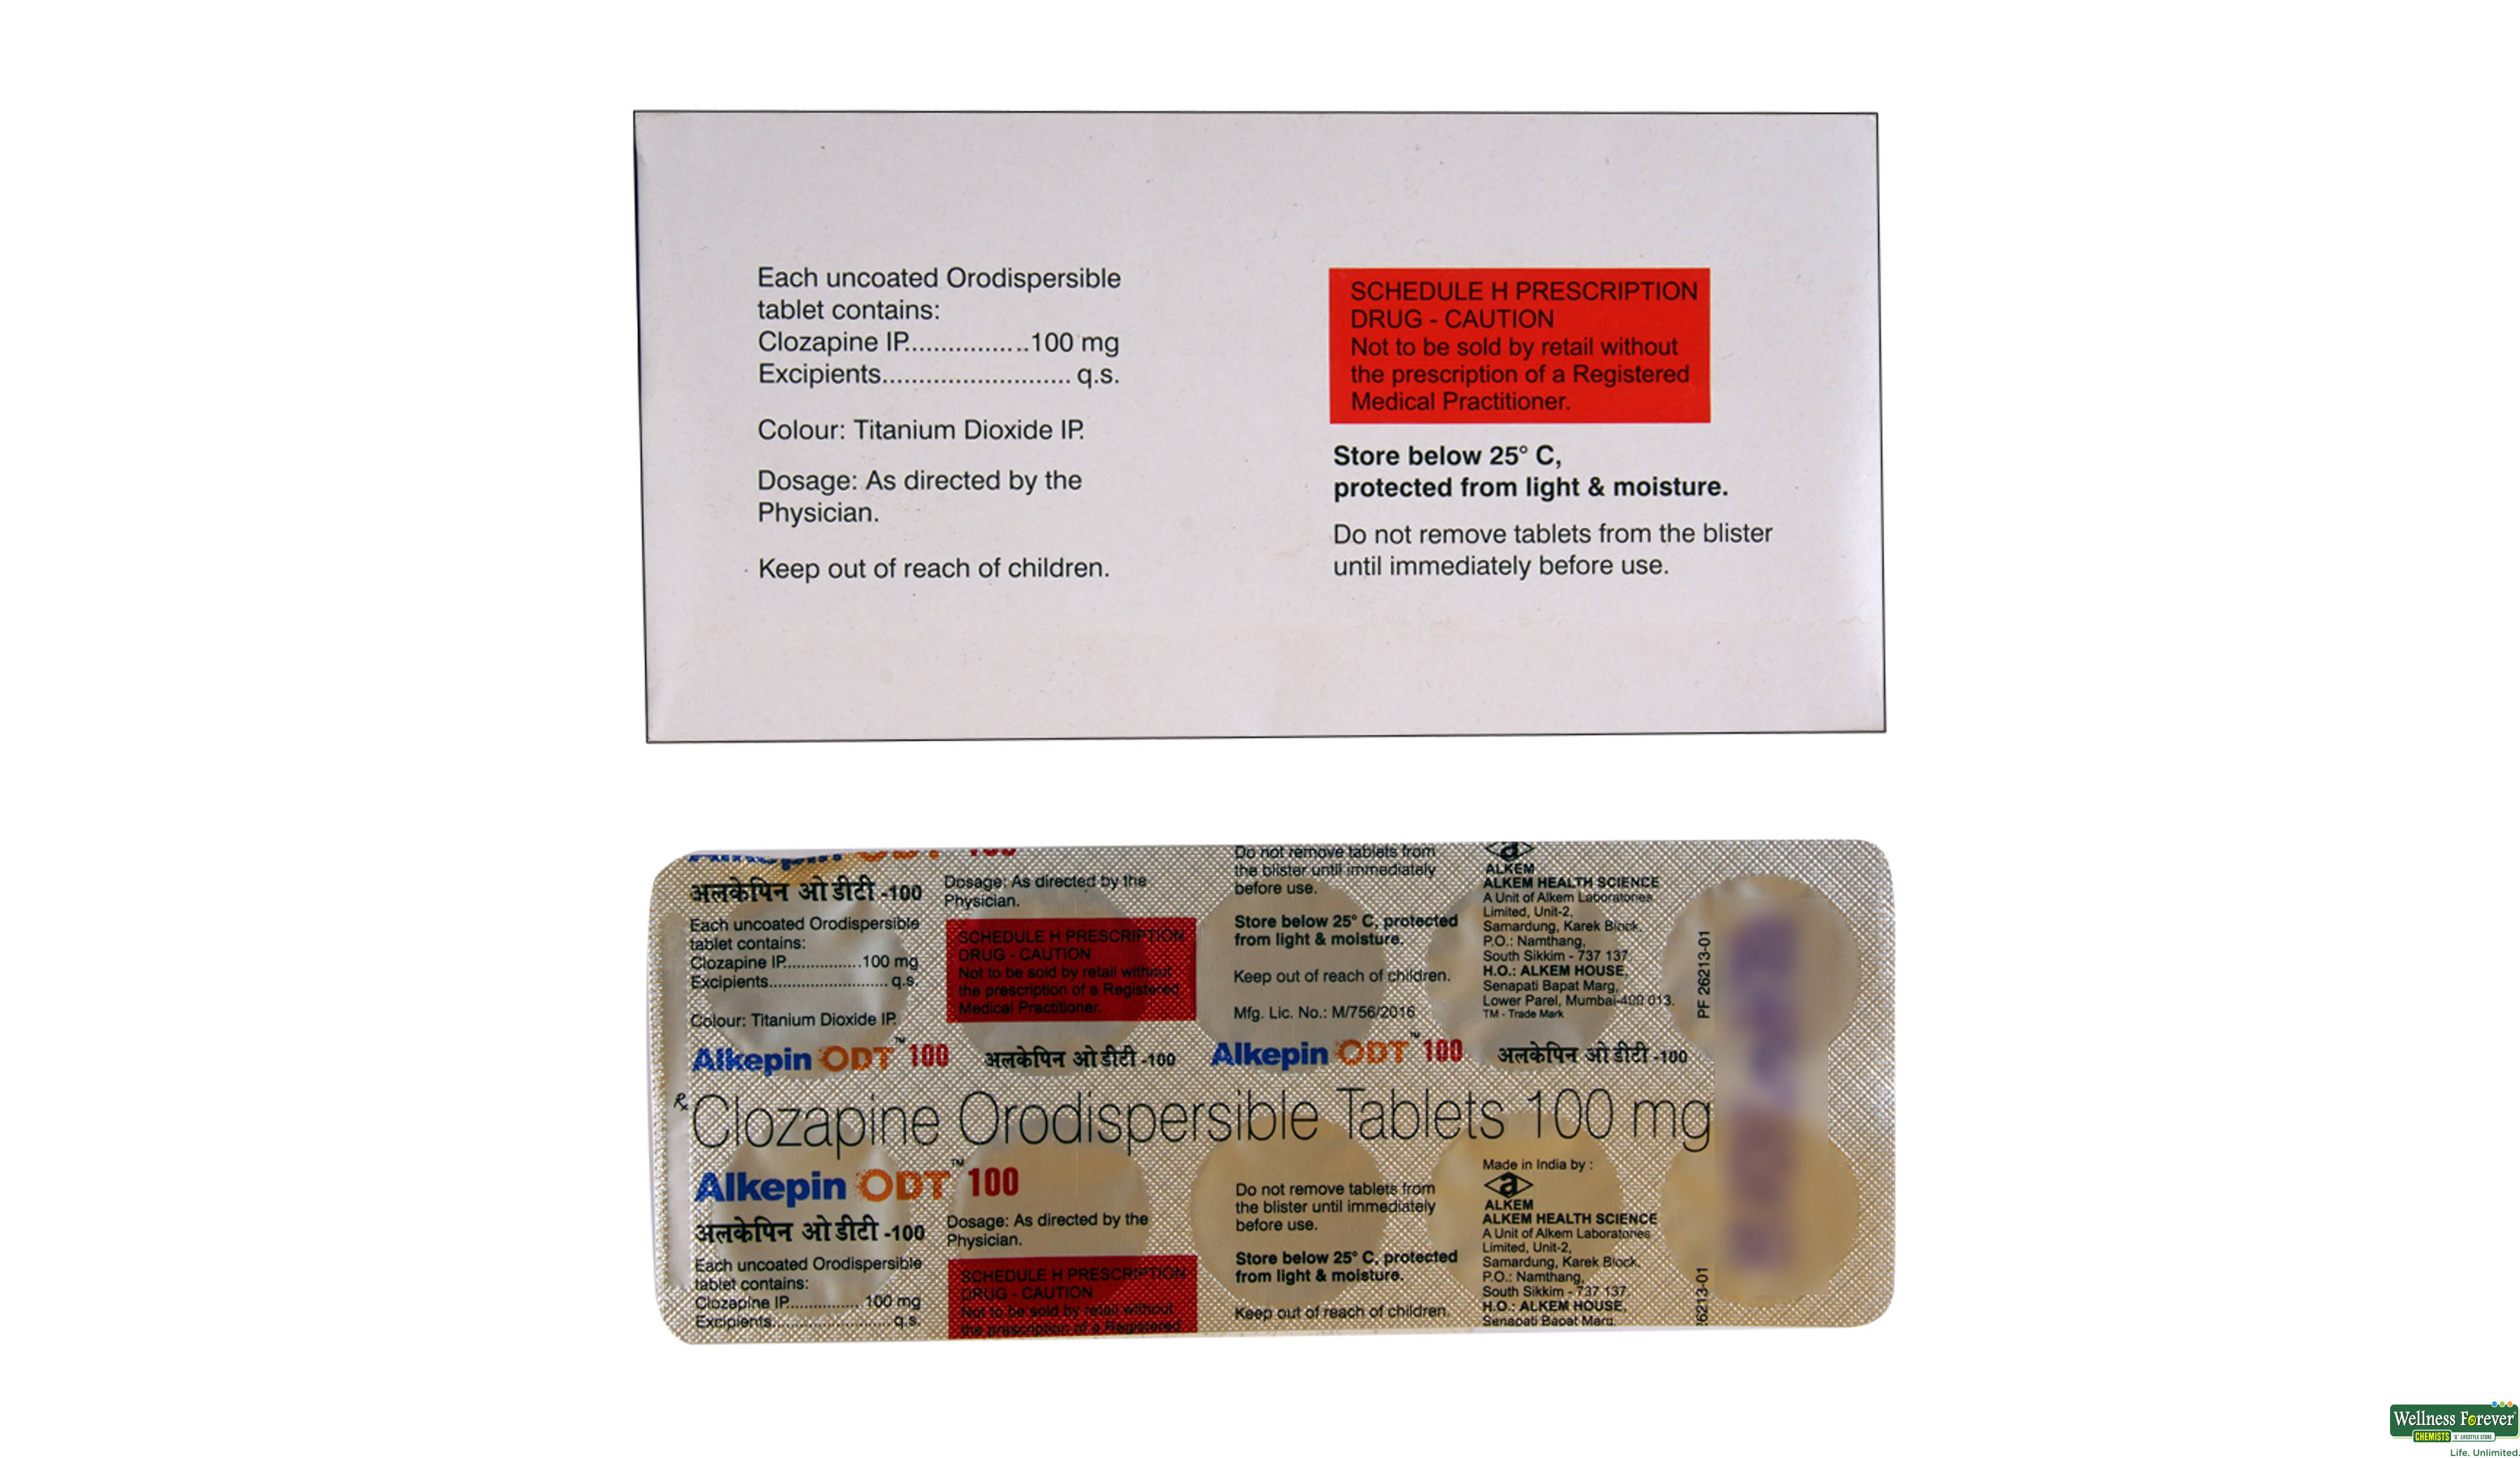 Each uncoated Orodispersible
tablet contains:
Clozapine IP.................100 mg
Excipients.......................... q.s.
Colour: Titanium Dioxide IP.
Dosage: As directed by the
Physician.
Keep out of reach of children.
SCHEDULE H PRESCRIPTION
DRUG - CAUTION
Not to be sold by retail without
the prescription of a Registered
Medical Practitioner.
Store below 25° C,
protected from light & moisture.
Do not remove tablets from the blister
until immediately before use.
Alkepin ODT 100
अलकेपिन ओ डीटी -100
Each uncoated Orodispersible
tablet contains:
Clozapine IP.................100 mg
Excipients.......................... q.s.
Colour: Titanium Dioxide IP.
Dosage: As directed by the
Physician.
SCHEDULE H PRESCRIPTION
DRUG - CAUTION
Not to be sold by retail without
the prescription of a Registered
Medical Practitioner.
Do not remove tablets from
the blister until immediately
before use.
Store below 25° C, protected
from light & moisture.
Keep out of reach of children.
Mfg. Lic. No.: M/756/2016
a
ALKEM
ALKEM HEALTH SCIENCE
A Unit of Alkem Laboratories
Limited, Unit-2,
Samardung, Karek Block,
P.O.: Namthang,
South Sikkim - 737 137.
H.O.: ALKEM HOUSE,
Senapati Bapat Marg,
Lower Parel, Mumbai-400 013.
TM - Trade Mark
PF 26213-01
Alkepin ODT™ 100 अलकेपिन ओ डीटी -100 Alkepin ODT™ 100 अलकेपिन ओ डीटी -100
Rx Clozapine Orodispersible Tablets 100 mg
Alkepin ODT™ 100
अलकेपिन ओ डीटी -100
Each uncoated Orodispersible
tablet contains:
Clozapine IP.................100 mg
Excipients.......................... q.s.
Dosage: As directed by the
Physician.
SCHEDULE H PRESCRIPTION
DRUG - CAUTION
Not to be sold by retail without
the prescription of a Registered
Do not remove tablets from
the blister until immediately
before use.
Store below 25° C, protected
from light & moisture.
Keep out of reach of children.
Made in India by :
a
ALKEM
ALKEM HEALTH SCIENCE
A Unit of Alkem Laboratories
Limited, Unit-2,
Samardung, Karek Block,
P.O.: Namthang,
South Sikkim - 737 137.
H.O.: ALKEM HOUSE,
Senapati Bapat Marg,
26213-01
Wellness Forever
CHEMISTS & LIFESTYLE STORE
Life. Unlimited.